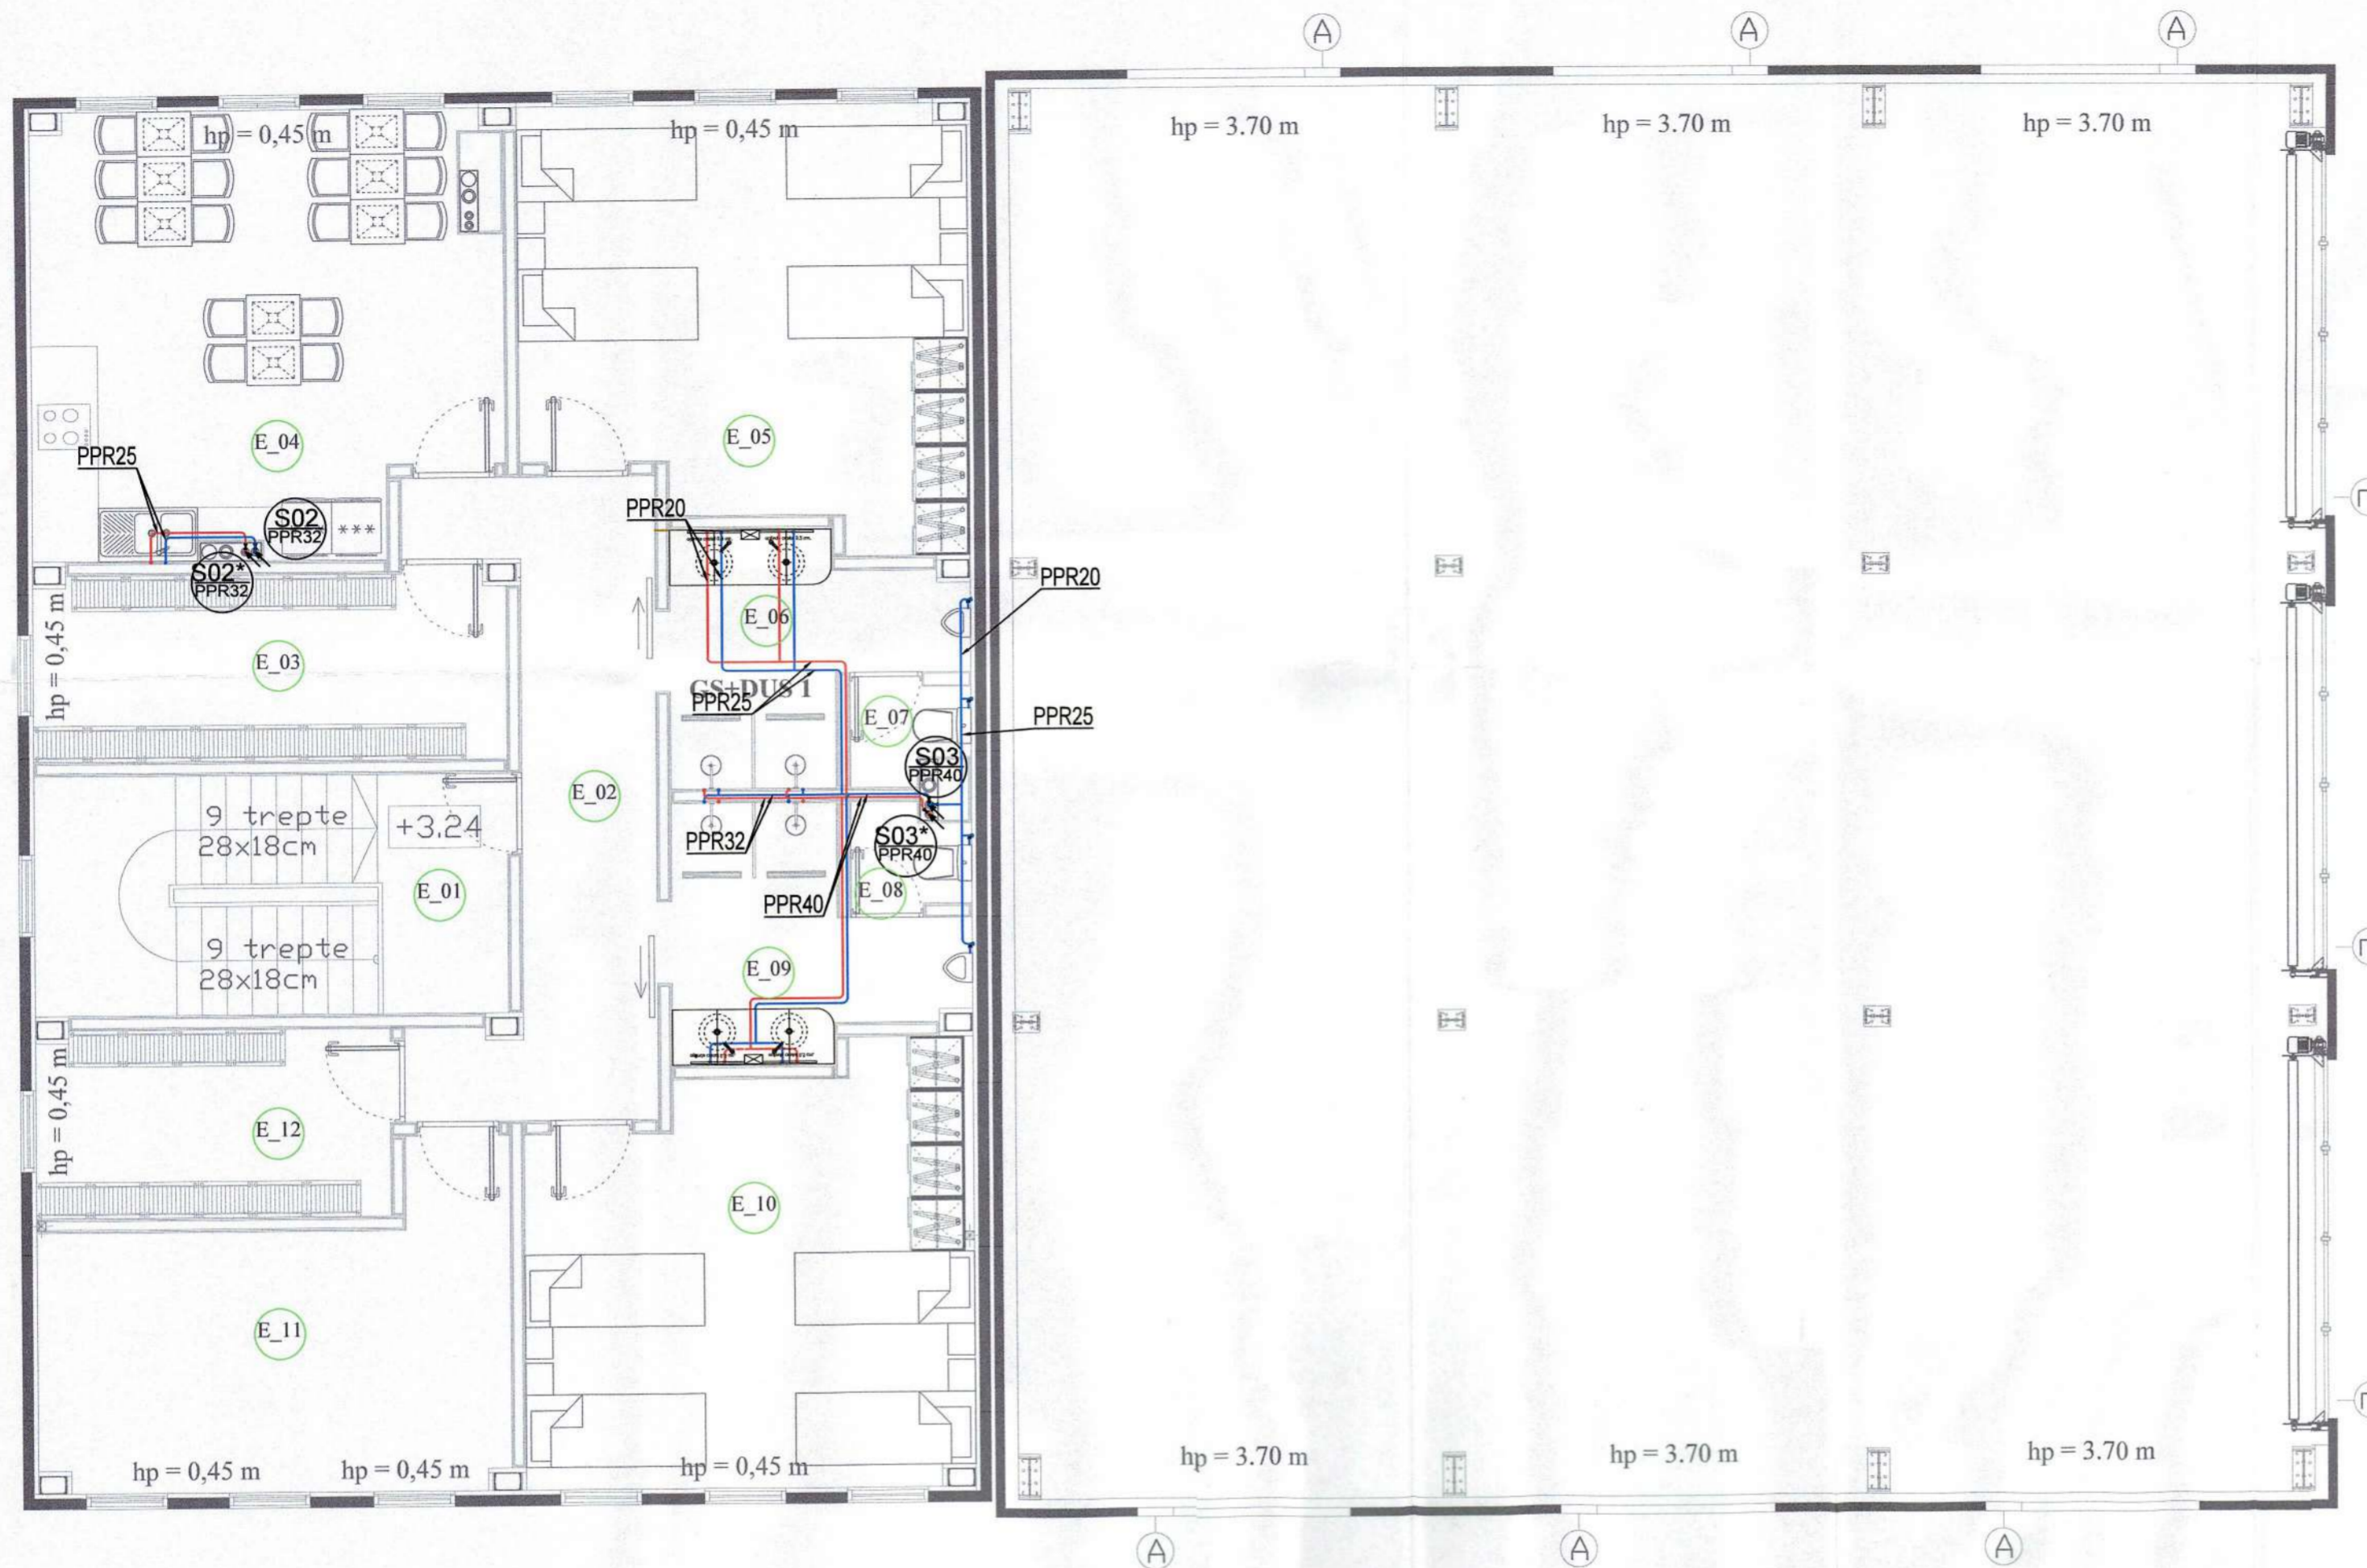 A
A
A
hp = 0,45 m
hp = 0,45 m
hp = 3.70 m
hp = 3.70 m
hp = 3.70 m
E_04
E_05
PPR25
S02
PPR32
***
S02*
PPR32
PPR20
PPR20
E_06
hp = 0,45 m
E_03
GS+DUS 1
PPR25
E_07
PPR25
S03
PPR40
E_02
9 trepte
28x18cm
+3.24
PPR32
S03*
PPR40
E_01
E_08
PPR40
9 trepte
28x18cm
E_09
hp = 0,45 m
E_12
E_10
E_11
hp = 0,45 m
hp = 0,45 m
hp = 0,45 m
hp = 3.70 m
hp = 3.70 m
hp = 3.70 m
A
A
A